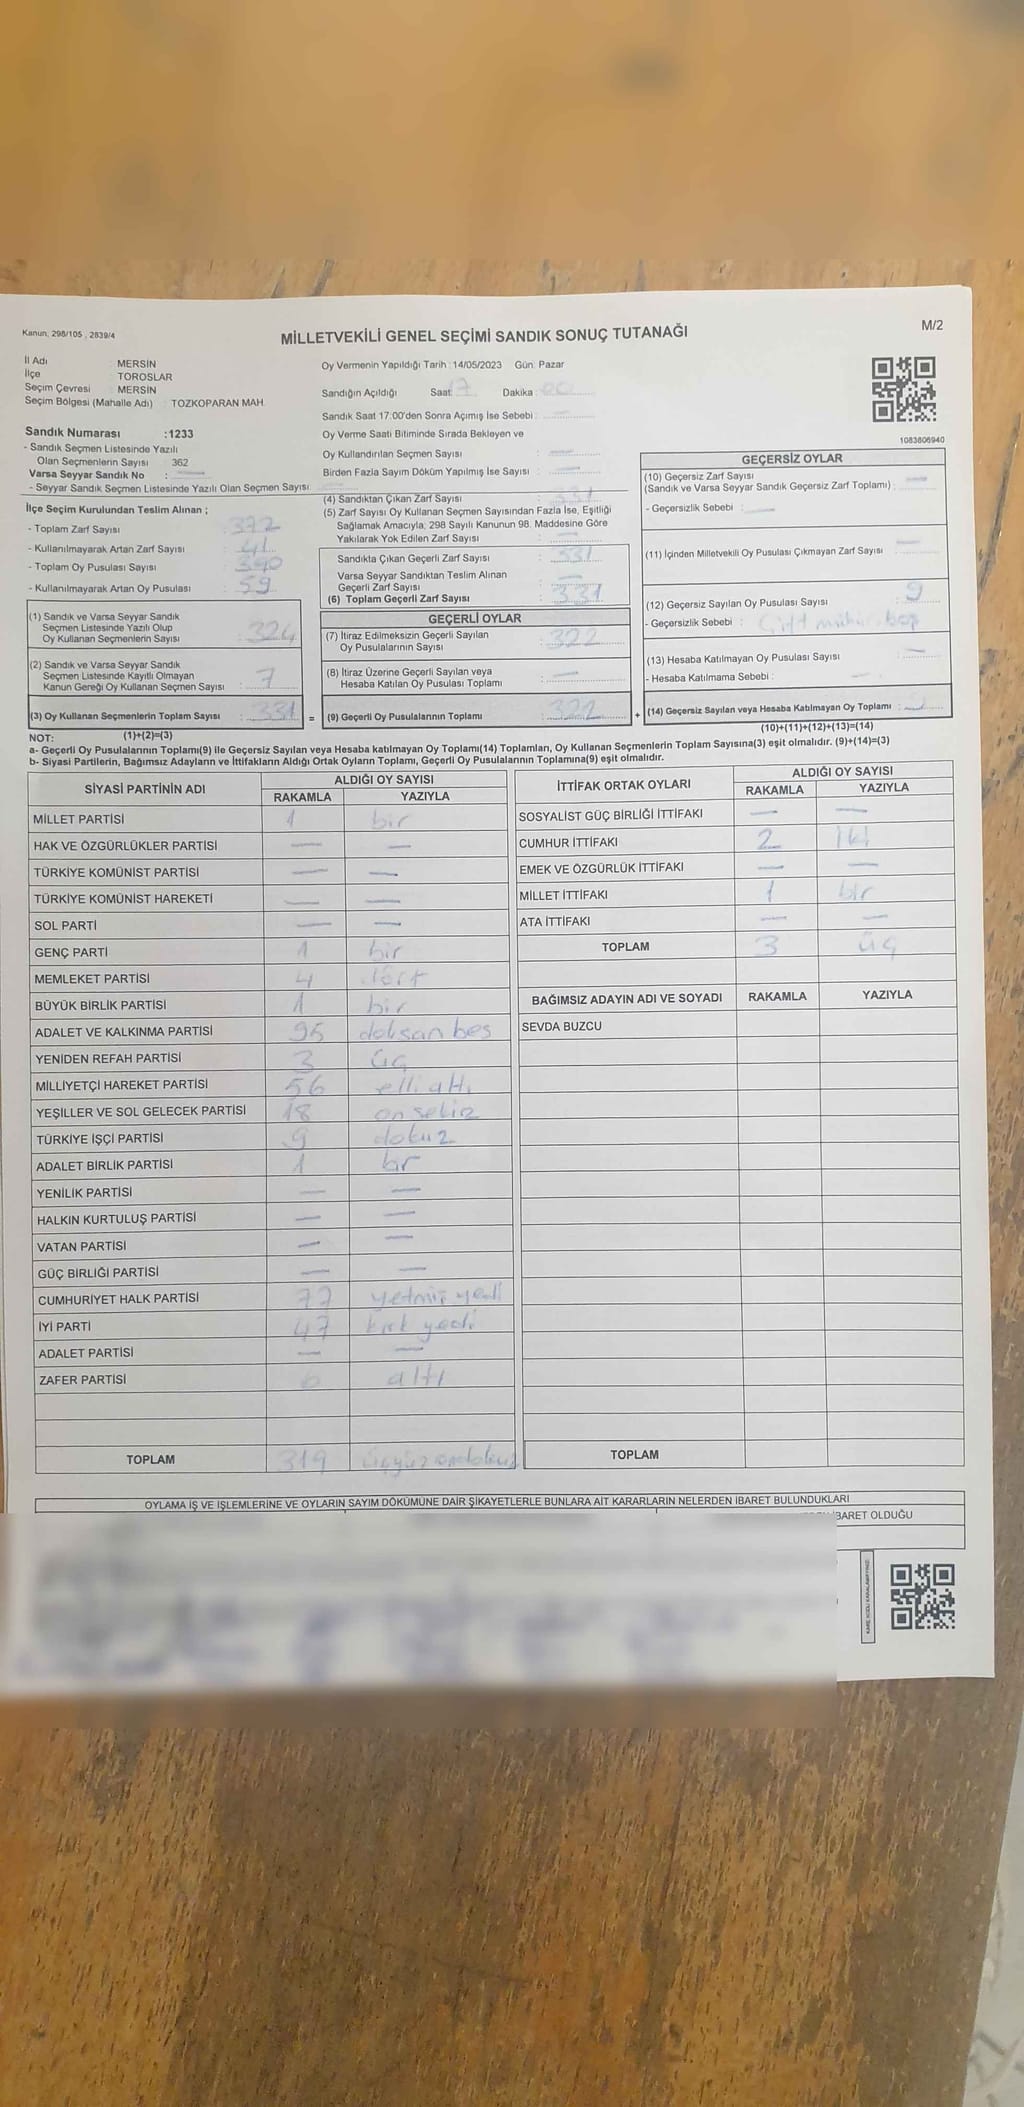 Kanun, 298/105 , 2839/4
MİLLETVEKİLİ GENEL SEÇİMİ SANDIK SONUÇ TUTANAĞI
M/2
İl Adı : MERSİN
İlçe : TOROSLAR
Seçim Çevresi : MERSİN
Seçim Bölgesi (Mahalle Adı) : TOZKOPARAN MAH.
Sandık Numarası :1233
- Sandık Seçmen Listesinde Yazılı
Olan Seçmenlerin Sayısı : 362
Varsa Seyyar Sandık No : —
- Seyyar Sandık Seçmen Listesinde Yazılı Olan Seçmen Sayısı:
Oy Vermenin Yapıldığı Tarih : 14/05/2023 Gün: Pazar
Sandığın Açıldığı Saat 17 Dakika : 00
Sandık Saat 17:00'den Sonra Açımış İse Sebebi : —
Oy Verme Saati Bitiminde Sırada Bekleyen ve
Oy Kullandırılan Seçmen Sayısı : —
Birden Fazla Sayım Döküm Yapılmış İse Sayısı : —
1083806940
İlçe Seçim Kurulundan Teslim Alınan ;
- Toplam Zarf Sayısı : 372
- Kullanılmayarak Artan Zarf Sayısı : 41
- Toplam Oy Pusulası Sayısı : 390
- Kullanılmayarak Artan Oy Pusulası : 59
(1) Sandık ve Varsa Seyyar Sandık
Seçmen Listesinde Yazılı Olup
Oy Kullanan Seçmenlerin Sayısı : 324
(2) Sandık ve Varsa Seyyar Sandık
Seçmen Listesinde Kayıtlı Olmayan
Kanun Gereği Oy Kullanan Seçmen Sayısı : 7
(3) Oy Kullanan Seçmenlerin Toplam Sayısı : 331
(4) Sandıktan Çıkan Zarf Sayısı : 331
(5) Zarf Sayısı Oy Kullanan Seçmen Sayısından Fazla İse, Eşitliği
Sağlamak Amacıyla; 298 Sayılı Kanunun 98. Maddesine Göre
Yakılarak Yok Edilen Zarf Sayısı : —
Sandıkta Çıkan Geçerli Zarf Sayısı : 331
Varsa Seyyar Sandıktan Teslim Alınan
Geçerli Zarf Sayısı : —
(6) Toplam Geçerli Zarf Sayısı : 331
GEÇERLİ OYLAR
(7) İtiraz Edilmeksizin Geçerli Sayılan
Oy Pusulalarının Sayısı : 322
(8) İtiraz Üzerine Geçerli Sayılan veya
Hesaba Katılan Oy Pusulası Toplamı : —
= (9) Geçerli Oy Pusulalarının Toplamı : 322 +
GEÇERSİZ OYLAR
(10) Geçersiz Zarf Sayısı
(Sandık ve Varsa Seyyar Sandık Geçersiz Zarf Toplamı) : —
- Geçersizlik Sebebi : —
(11) İçinden Milletvekili Oy Pusulası Çıkmayan Zarf Sayısı : —
(12) Geçersiz Sayılan Oy Pusulası Sayısı : 9
- Geçersizlik Sebebi : Çift mühür, boş
(13) Hesaba Katılmayan Oy Pusulası Sayısı : —
- Hesaba Katılmama Sebebi : —
(14) Geçersiz Sayılan veya Hesaba Katılmayan Oy Toplamı : 9
NOT: (1)+(2)=(3)
(10)+(11)+(12)+(13)=(14)
a- Geçerli Oy Pusulalarının Toplamı(9) ile Geçersiz Sayılan veya Hesaba katılmayan Oy Toplamı(14) Toplamları, Oy Kullanan Seçmenlerin Toplam Sayısına(3) eşit olmalıdır. (9)+(14)=(3)
b- Siyasi Partilerin, Bağımsız Adayların ve İttifakların Aldığı Ortak Oyların Toplamı, Geçerli Oy Pusulalarının Toplamına(9) eşit olmalıdır.
SİYASİ PARTİNİN ADI ALDIĞI OY SAYISI
RAKAMLA YAZIYLA
MİLLET PARTİSİ 1 bir
HAK VE ÖZGÜRLÜKLER PARTİSİ — —
TÜRKİYE KOMÜNİST PARTİSİ — —
TÜRKİYE KOMÜNİST HAREKETİ — —
SOL PARTİ — —
GENÇ PARTİ 1 bir
MEMLEKET PARTİSİ 4 dört
BÜYÜK BİRLİK PARTİSİ 1 bir
ADALET VE KALKINMA PARTİSİ 95 doksan beş
YENİDEN REFAH PARTİSİ 3 üç
MİLLİYETÇİ HAREKET PARTİSİ 56 elli altı
YEŞİLLER VE SOL GELECEK PARTİSİ 18 on sekiz
TÜRKİYE İŞÇİ PARTİSİ 9 dokuz
ADALET BİRLİK PARTİSİ 1 bir
YENİLİK PARTİSİ — —
HALKIN KURTULUŞ PARTİSİ — —
VATAN PARTİSİ — —
GÜÇ BİRLİĞİ PARTİSİ — —
CUMHURİYET HALK PARTİSİ 77 yetmiş yedi
İYİ PARTİ 47 kırk yedi
ADALET PARTİSİ — —
ZAFER PARTİSİ 6 altı
TOPLAM 319 üçyüz ondokuz
İTTİFAK ORTAK OYLARI ALDIĞI OY SAYISI
RAKAMLA YAZIYLA
SOSYALİST GÜÇ BİRLİĞİ İTTİFAKI — —
CUMHUR İTTİFAKI 2 iki
EMEK VE ÖZGÜRLÜK İTTİFAKI — —
MİLLET İTTİFAKI 1 bir
ATA İTTİFAKI — —
TOPLAM 3 üç
BAĞIMSIZ ADAYIN ADI VE SOYADI RAKAMLA YAZIYLA
SEVDA BUZCU
TOPLAM
OYLAMA İŞ VE İŞLEMLERİNE VE OYLARIN SAYIM DÖKÜMÜNE DAİR ŞİKAYETLERLE BUNLARA AİT KARARLARIN NELERDEN İBARET BULUNDUKLARI
İBARET OLDUĞU